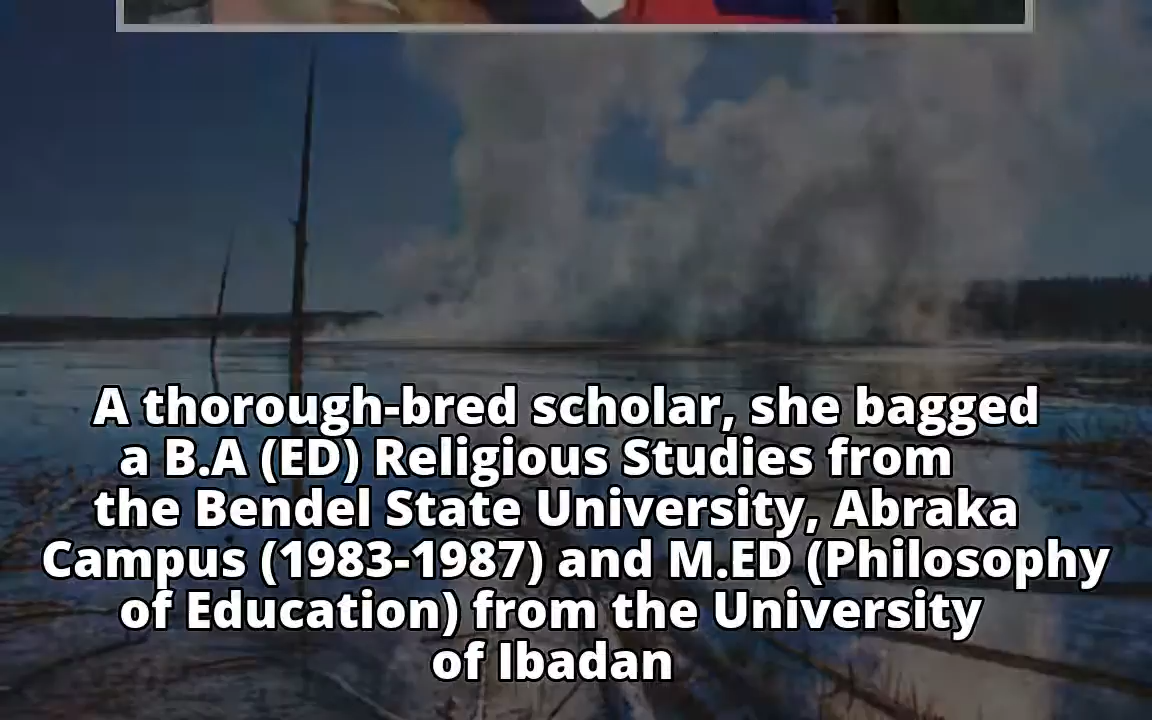 A thorough-bred scholar, she bagged
a B.A (ED) Religious Studies from
the Bendel State University, Abraka
Campus (1983-1987) and M.ED (Philosophy
of Education) from the University
of Ibadan